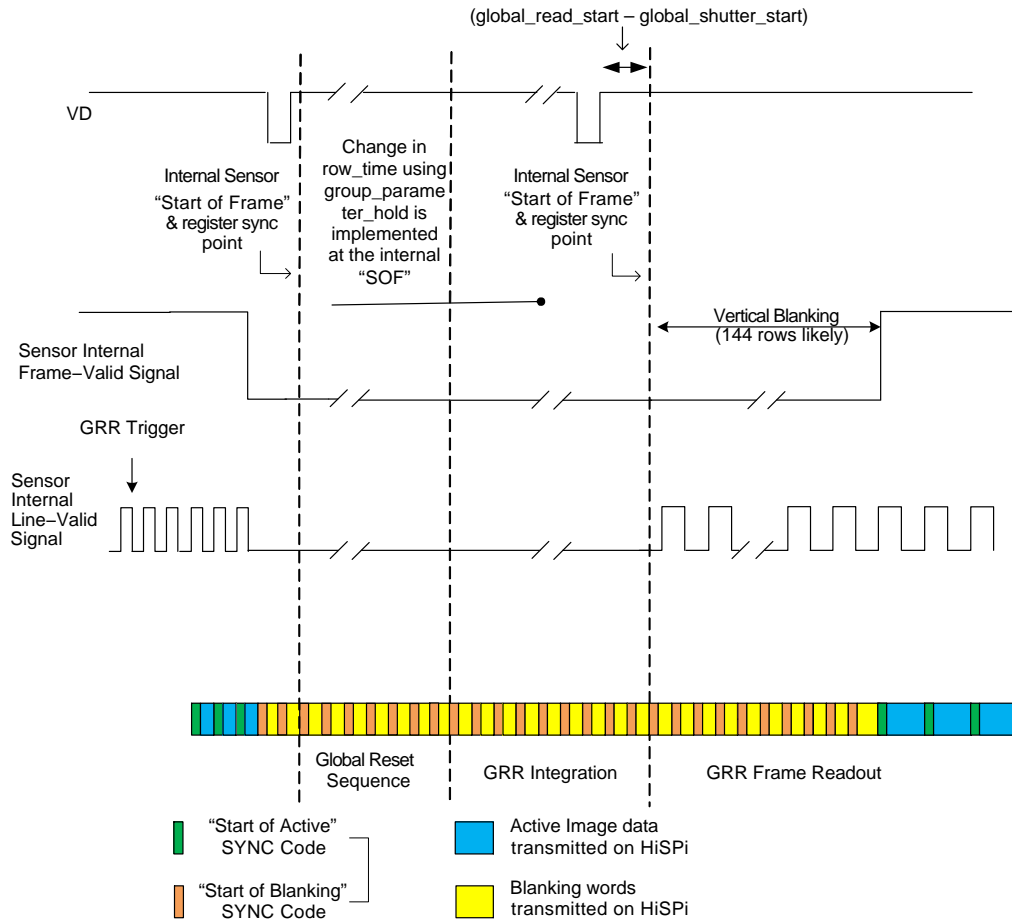 (global_read_start – global_shutter_start)
VD
Internal Sensor
“Start of Frame”
& register sync
point
Change in
row_time using
group_parame
ter_hold is
implemented
at the internal
“SOF”
Internal Sensor
“Start of Frame”
& register sync
point
Vertical Blanking
(144 rows likely)
Sensor Internal
Frame–Valid Signal
GRR Trigger
Sensor
Internal
Line–Valid
Signal
Global Reset
Sequence
GRR Integration
GRR Frame Readout
“Start of Active”
SYNC Code
Active Image data
transmitted on HiSPi
“Start of Blanking”
SYNC Code
Blanking words
transmitted on HiSPi